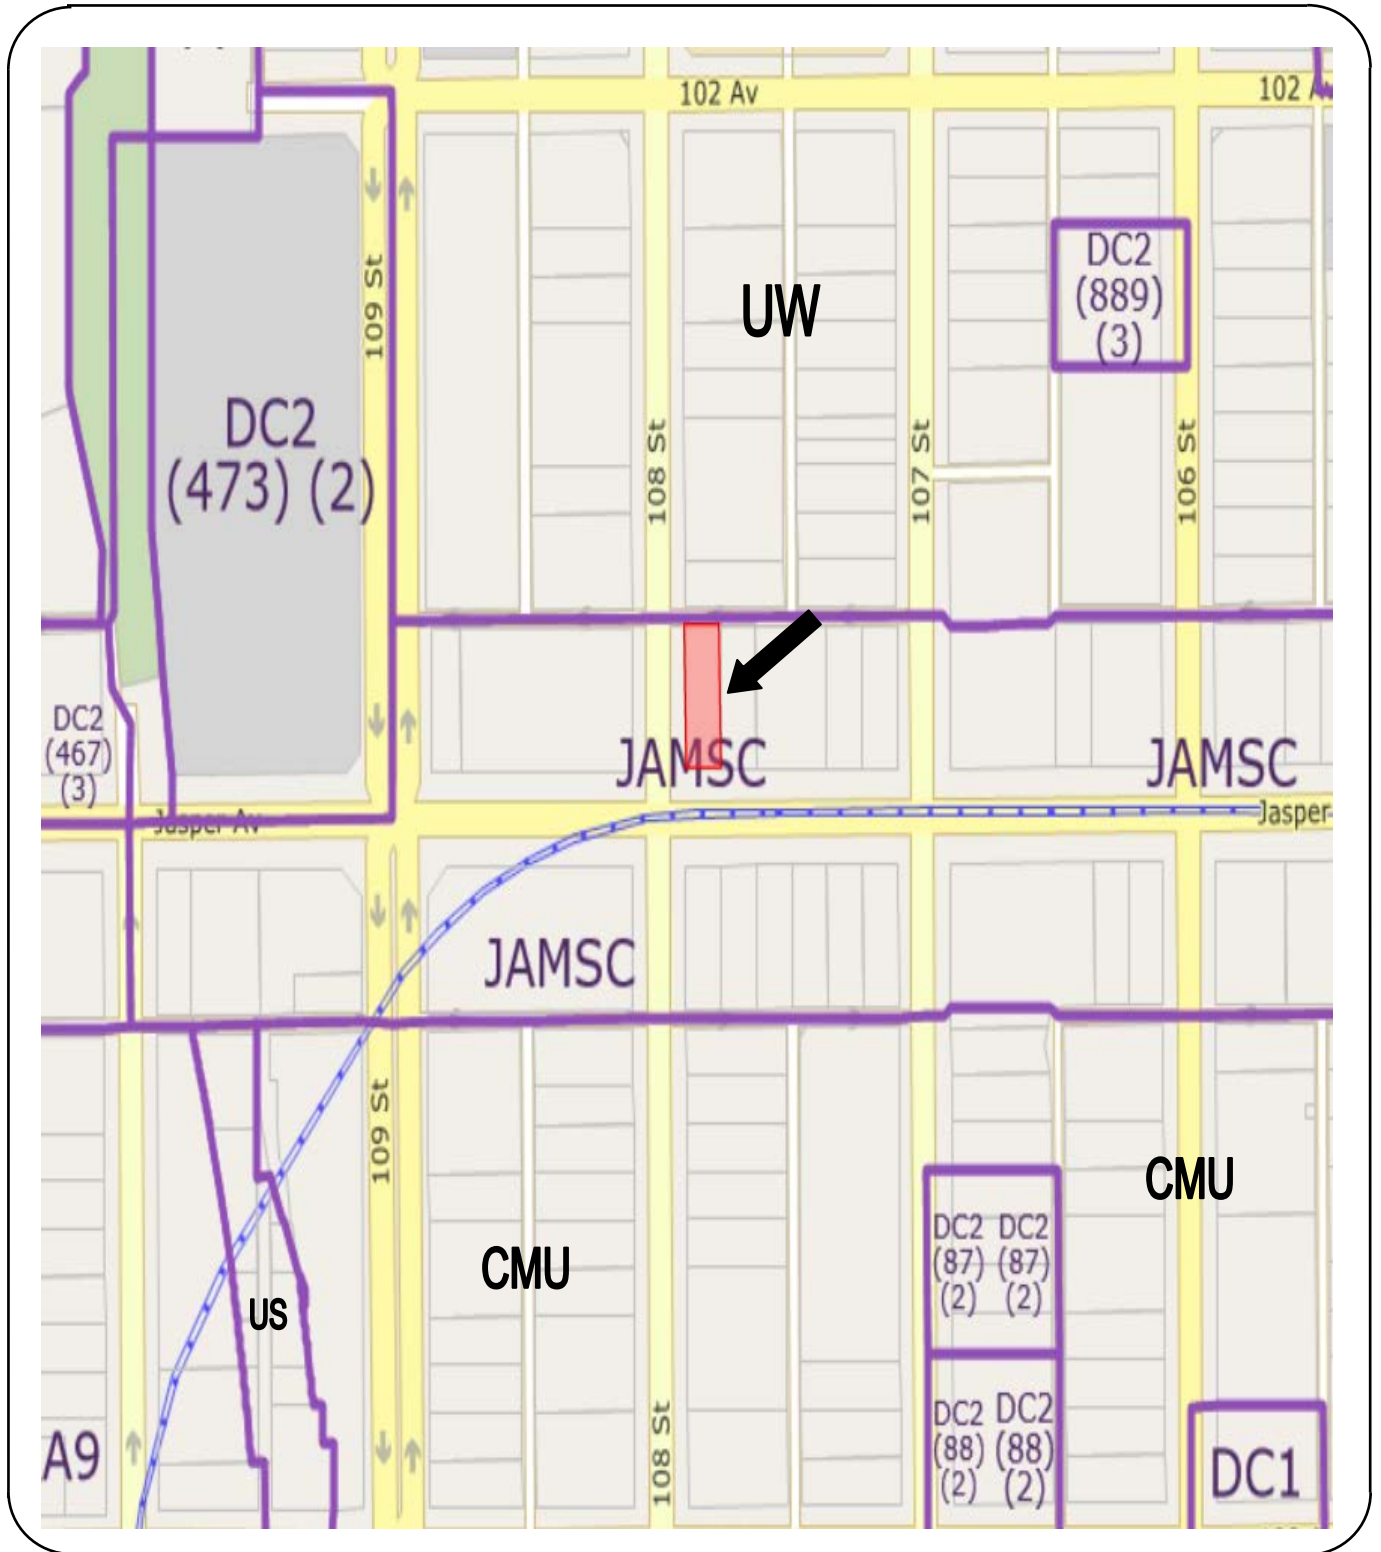 102 Av
102 Av
109 St
DC2
(889)
(3)
UW
DC2
(473) (2)
108 St
107 St
106 St
DC2
(467)
(3)
JAMSC
JAMSC
Jasper Av
Jasper
JAMSC
109 St
CMU
CMU
DC2 DC2
(87) (87)
(2) (2)
US
DC2 DC2
(88) (88)
(2) (2)
108 St
A9
DC1